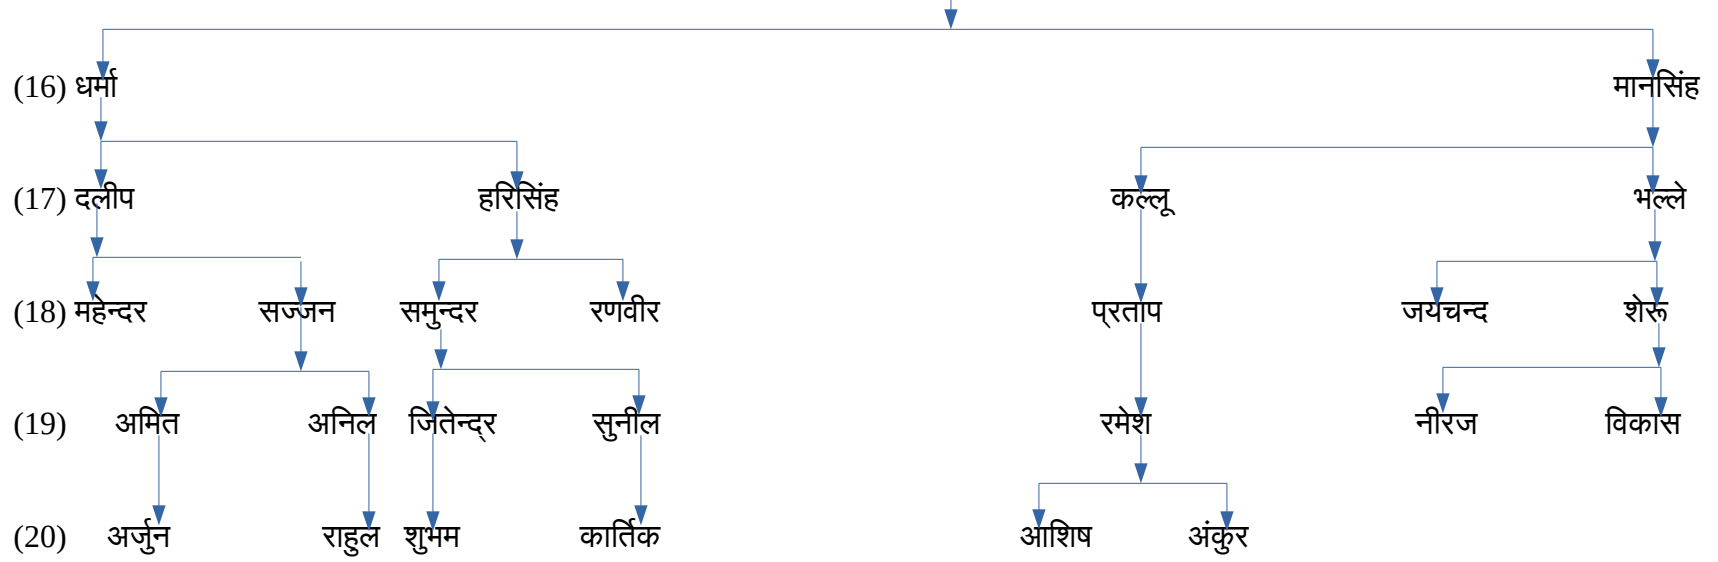 (16) धर्मा मानसिंह
(17) दलीप हरिसिंह कल्लू भल्ले
(18) महेन्दर सज्जन समुन्दर रणवीर प्रताप जयचन्द शेरू
(19) अमित अनिल जितेन्द्र सुनील रमेश नीरज विकास
(20) अर्जुन राहुल शुभम कार्तिक आशिष अंकुर